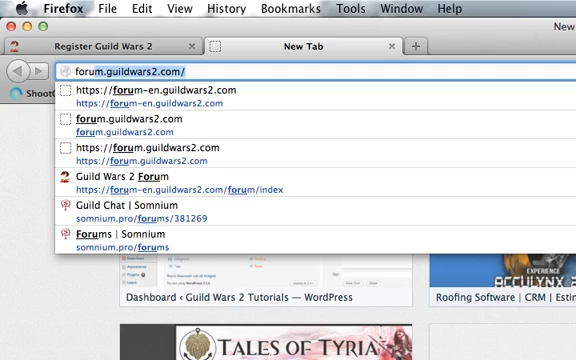 Firefox File Edit View History Bookmarks Tools Window Help
New
Register Guild Wars 2 New Tab
forum.guildwars2.com/
https://forum-en.guildwars2.com
https://forum-en.guildwars2.com
forum.guildwars2.com
forum.guildwars2.com
https://forum.guildwars2.com
https://forum.guildwars2.com
Guild Wars 2 Forum
https://forum-en.guildwars2.com/forum/index
Guild Chat | Somnium
somnium.pro/forums/381269
Forums | Somnium
somnium.pro/forums
EXPERIENCE
ACCULYNX
Dashboard ‹ Guild Wars 2 Tutorials — WordPress
Roofing Software | CRM | Estim
TALES OF TYRIA